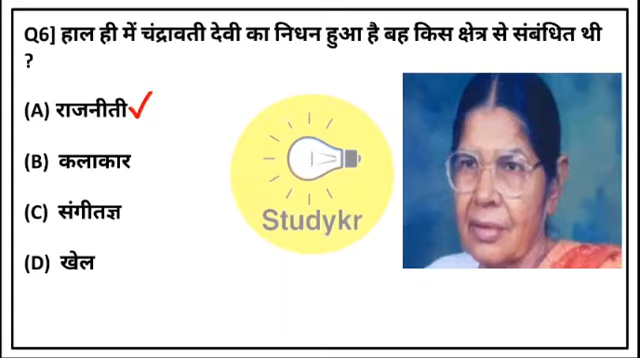 Q6] हाल ही में चंद्रावती देवी का निधन हुआ है बह किस क्षेत्र से संबंधित थी
?
(A) राजनीती
(B) कलाकार
(C) संगीतज्ञ
(D) खेल
Studykr